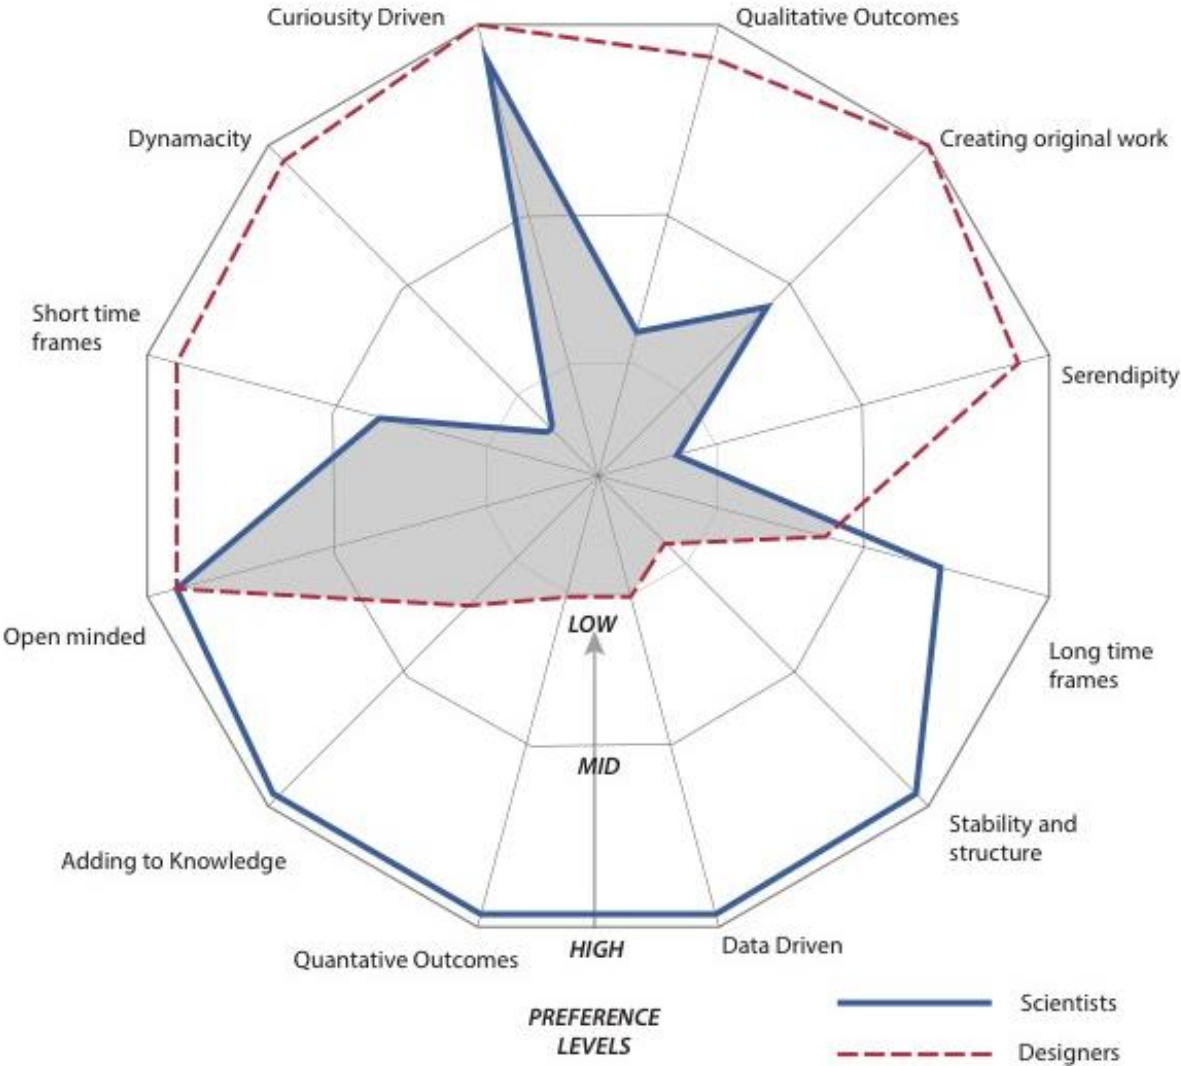 Curiousity Driven
Qualitative Outcomes
Dynamacity
Creating original work
Short time
frames
Serendipity
LOW
Open minded
Long time
frames
MID
Stability and
structure
Adding to Knowledge
Quantative Outcomes
HIGH
Data Driven
PREFERENCE
LEVELS
Scientists
Designers